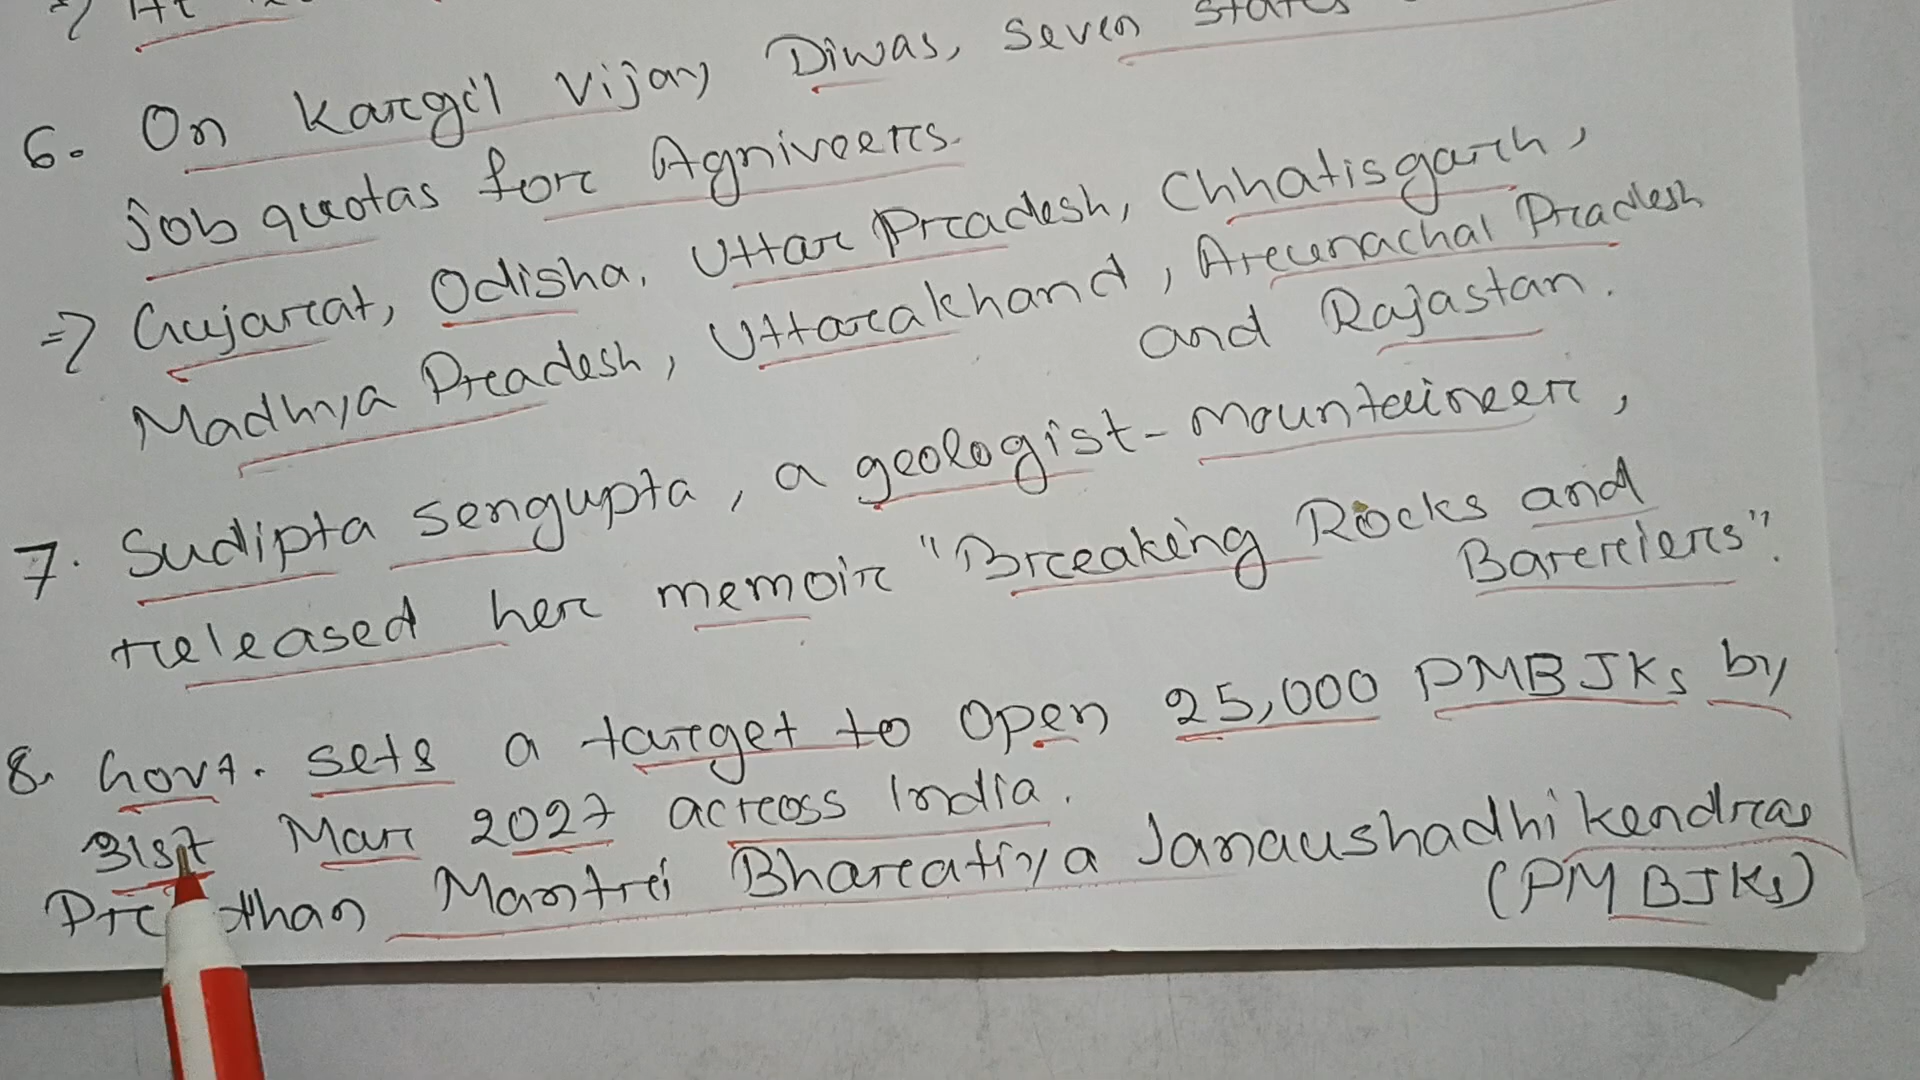 6. On Kargil Vijay Diwas, seven states
job quotas for Agniveers.
=> Gujarat, Odisha, Uttar Pradesh, Chhatisgarh,
Madhya Pradesh, Uttarakhand, Arunachal Pradesh
and Rajastan.
7. Sudipta sengupta, a geologist-mountaineer,
released her memoir "Breaking Rocks and
Barriers".
8. Govt. sets a target to open 25,000 PMBJKs by
31st Mar 2027 across India.
Mantri Bharatiya Janaushadhi kendras
(PMBJKs)